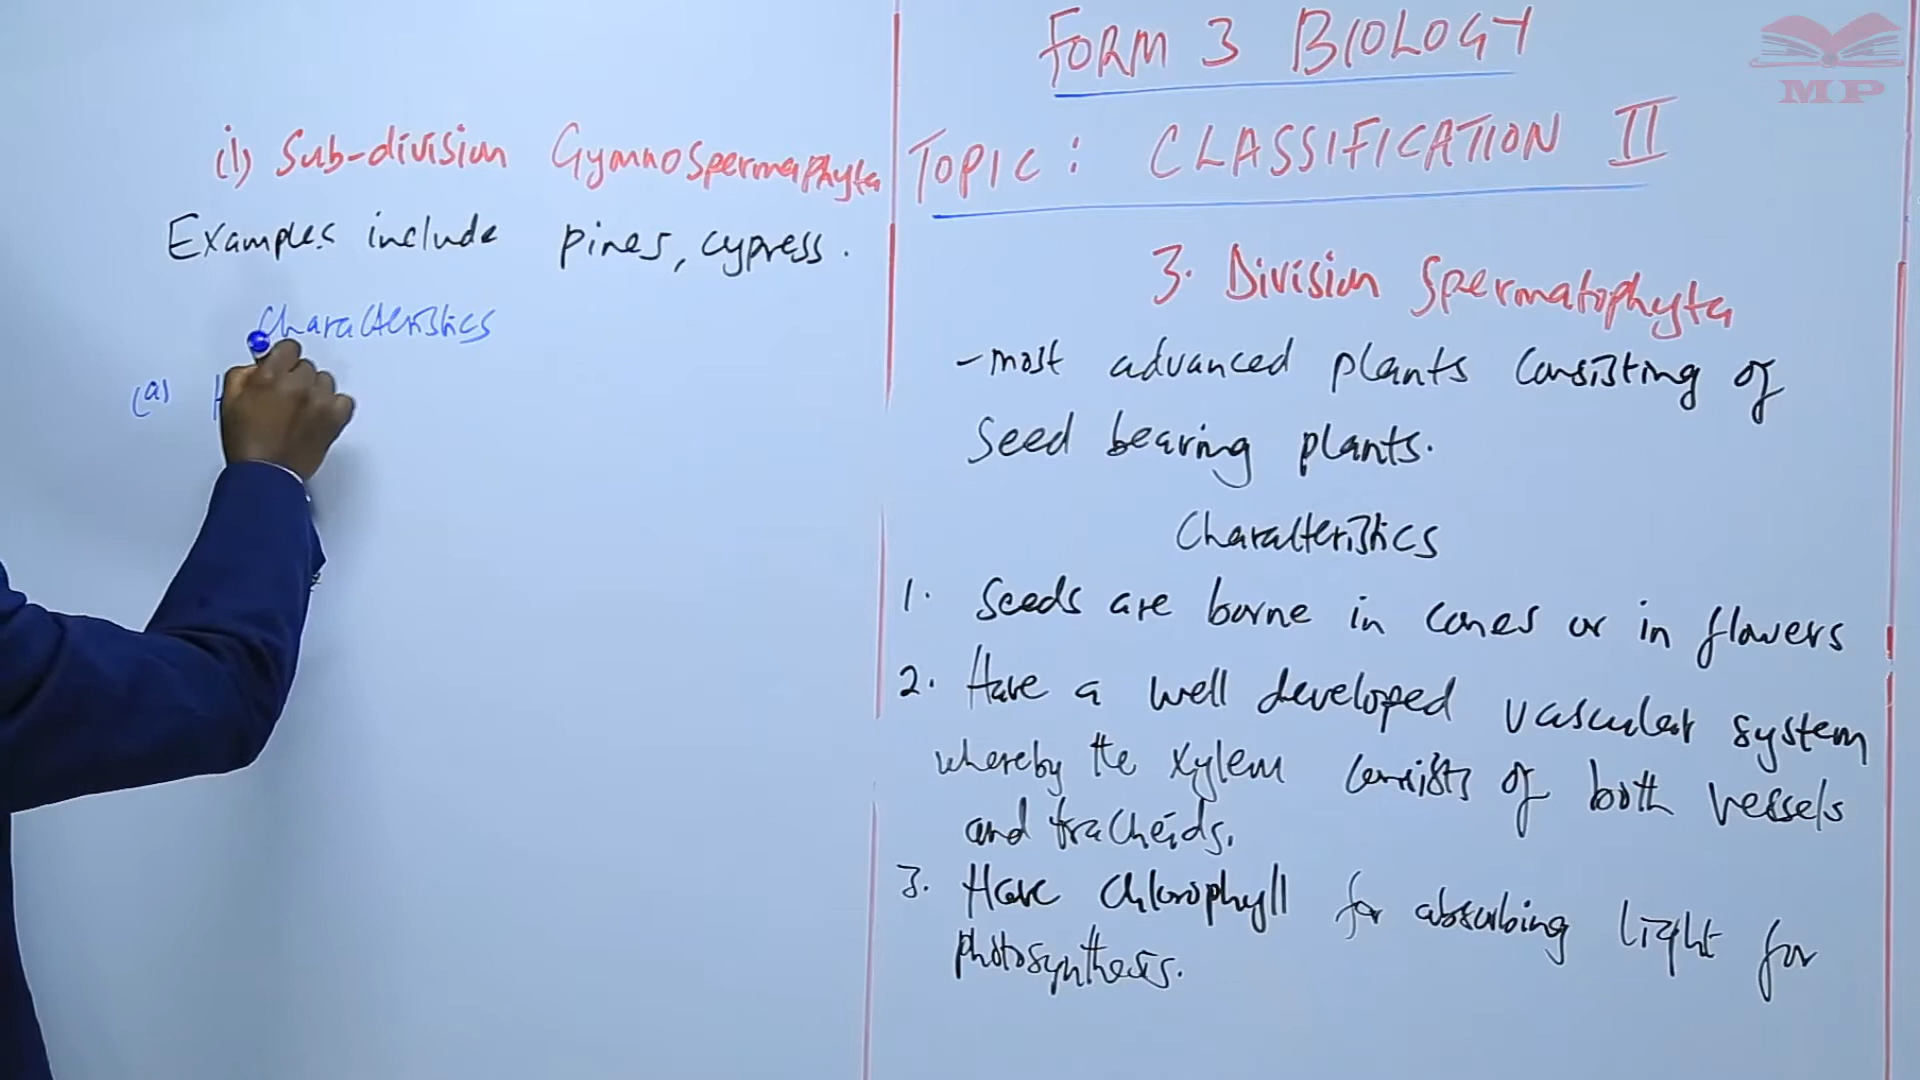 FORM 3 BIOLOGY
TOPIC: CLASSIFICATION II
3. Division Spermatophyta
- most advanced plants consisting of
seed bearing plants.
Characteristics
1. Seeds are borne in cones or in flowers
2. Have a well developed vascular system
whereby the xylem consists of both vessels
and tracheids.
3. Have chlorophyll for absorbing light for
photosynthesis.
(i) Sub-division Gymnospermaphyta
Examples include pines, cypress.
Characteristics
(a) H
MP